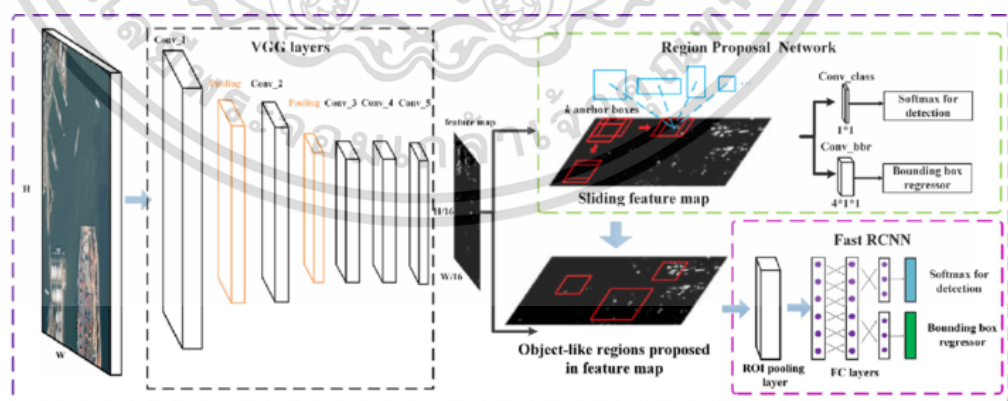 VGG layers
Conv_1
Pooling
Conv_2
Pooling
Conv_3
Conv_4
Conv_5
H
W
feature map
H/16
W/16
Region Proposal Network
k anchor boxes
Sliding feature map
Conv_class
1*1
Softmax for
detection
Conv_bbr
4*1*1
Bounding box
regressor
Object-like regions proposed
in feature map
Fast RCNN
ROI pooling
layer
FC layers
Softmax for
detection
Bounding box
regressor